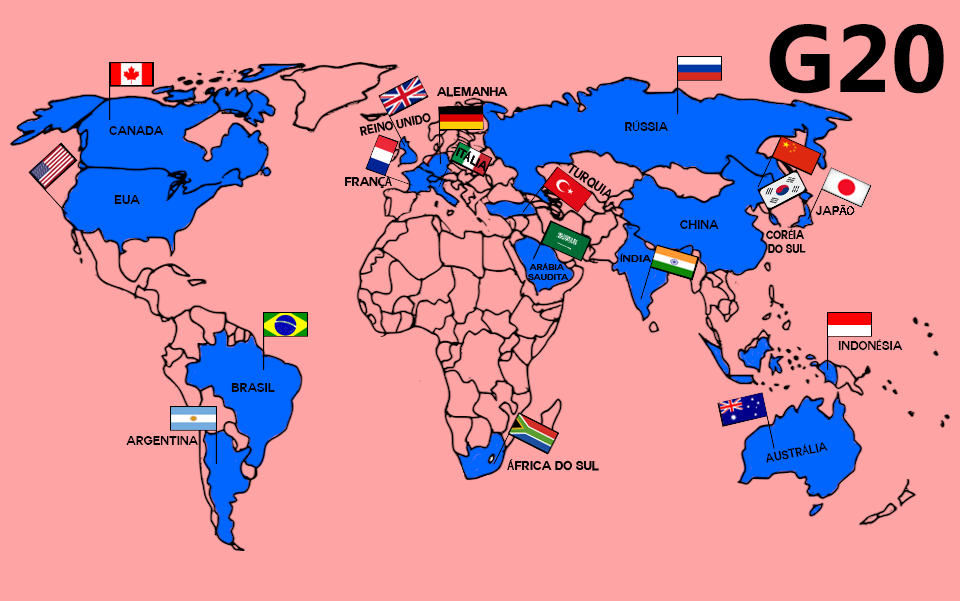 G20
CANADA
EUA
REINO UNIDO
ALEMANHA
FRANÇA
ITÁLIA
RÚSSIA
TURQUIA
CHINA
JAPÃO
CORÉIA
DO SUL
ARÁBIA
SAUDITA
ÍNDIA
INDONÉSIA
BRASIL
ARGENTINA
ÁFRICA DO SUL
AUSTRÁLIA